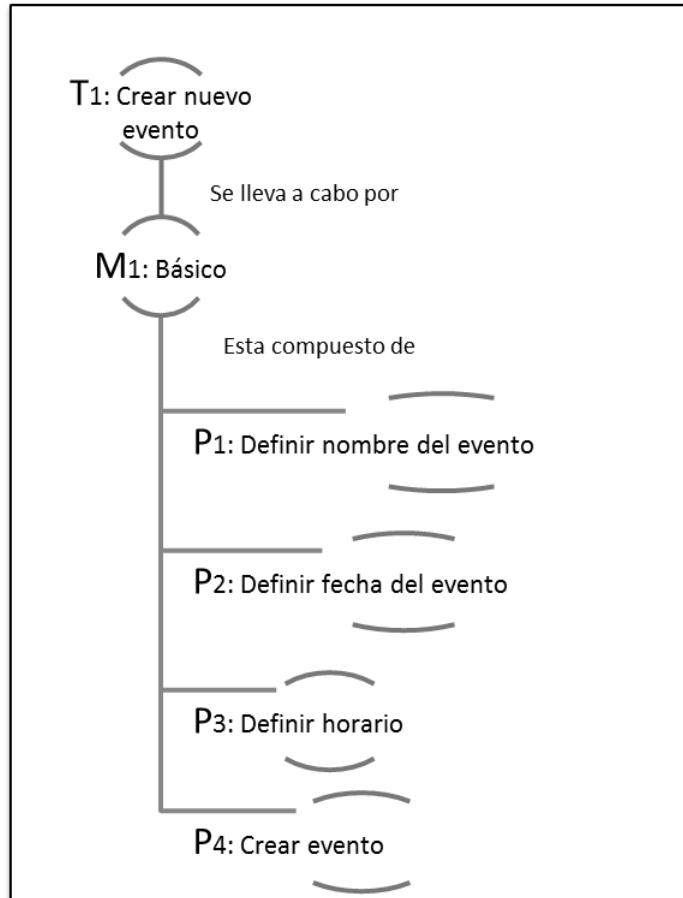 T1: Crear nuevo
evento
Se lleva a cabo por
M1: Básico
Esta compuesto de
P1: Definir nombre del evento
P2: Definir fecha del evento
P3: Definir horario
P4: Crear evento